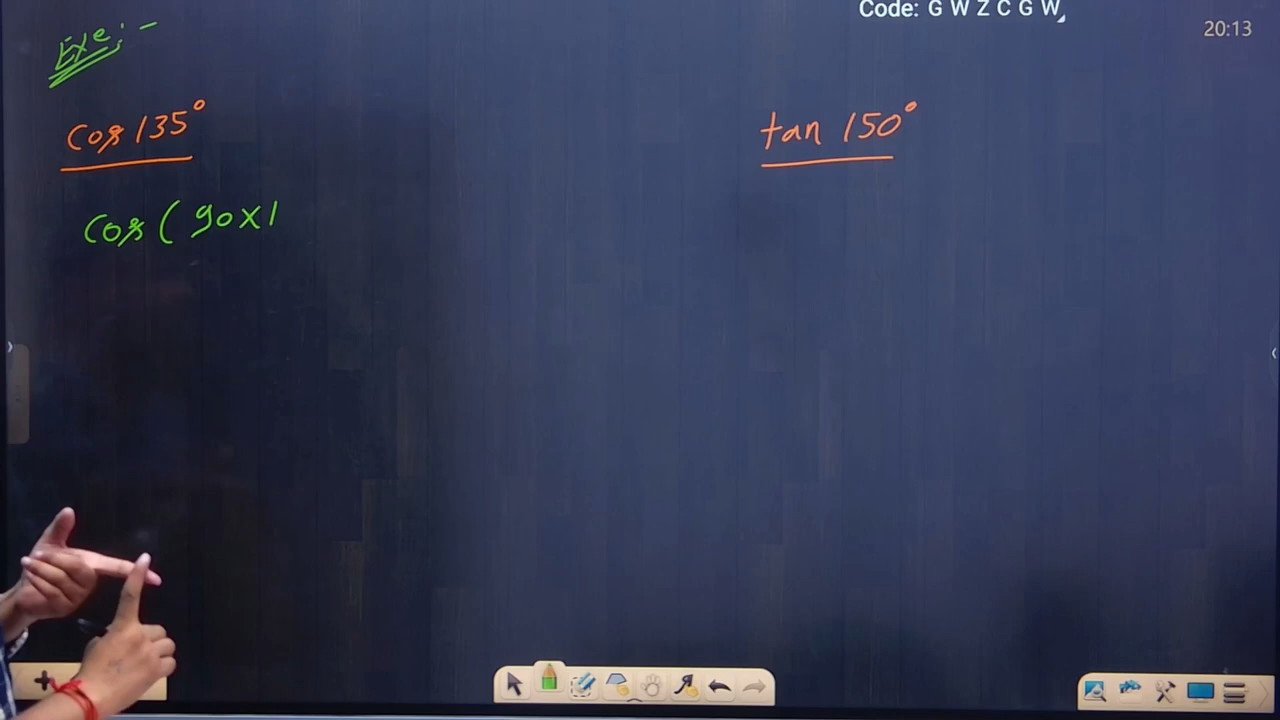 Code: G W Z C G W
20:13
Exe:-
cos 135°
tan 150°
cos ( 90x1